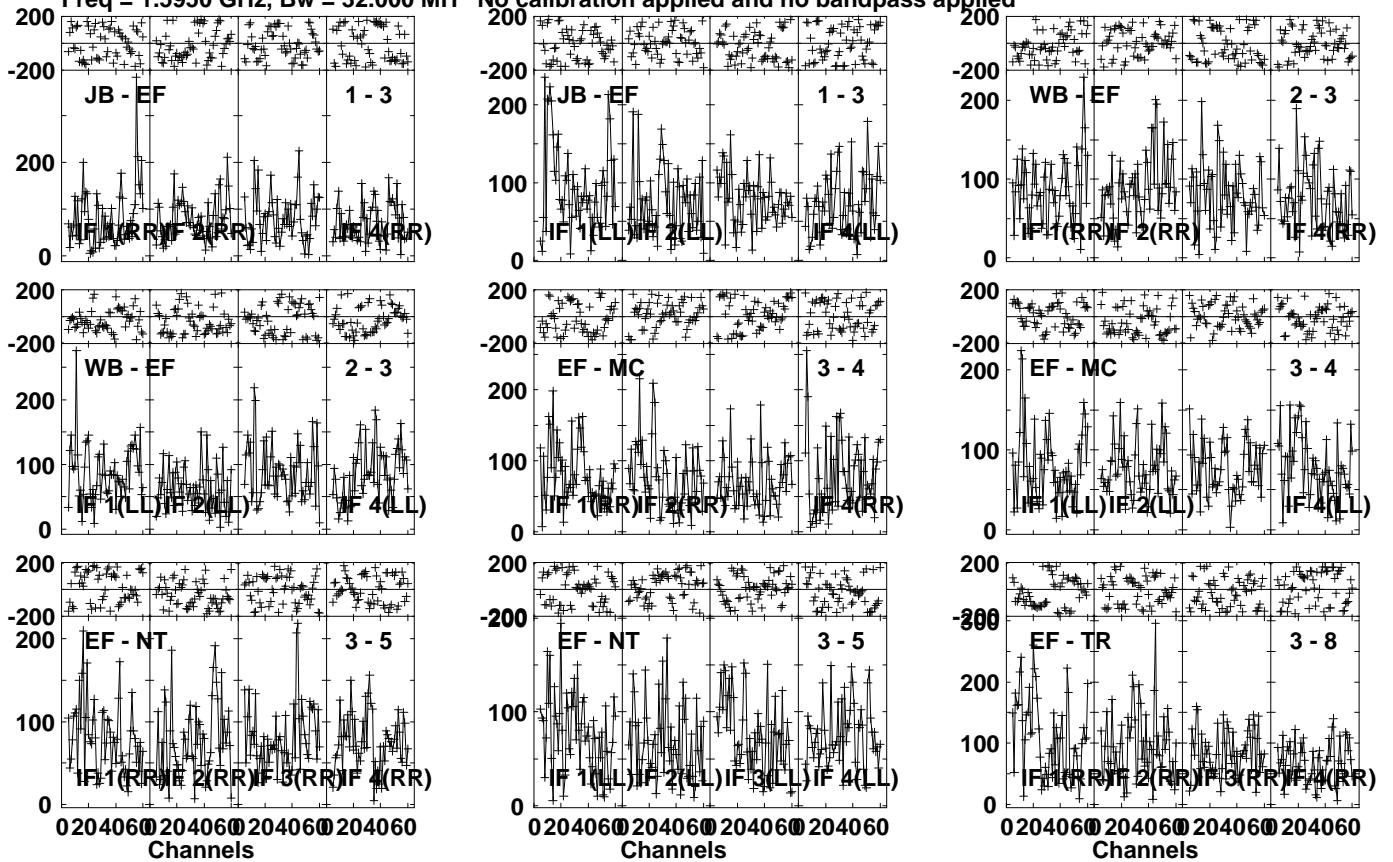 Freq = 1.5950 GHz, Bw = 32.000 MH No calibration applied and no bandpass applied
200
-200
JB - EF 1 - 3
200
0
IF 1(RR) IF 2(RR) IF 4(RR)
-200
JB - EF 1 - 3
200
100
0
IF 1(LL) IF 2(LL) IF 4(LL)
-200
WB - EF 2 - 3
200
100
0
IF 1(RR) IF 2(RR) IF 4(RR)
200
-200
WB - EF 2 - 3
200
100
0
IF 1(LL) IF 2(LL) IF 4(LL)
200
-200
EF - MC 3 - 4
200
100
0
IF 1(RR) IF 2(RR) IF 4(RR)
200
-200
EF - MC 3 - 4
200
100
0
IF 1(LL) IF 2(LL) IF 4(LL)
200
-200
EF - NT 3 - 5
200
100
0
IF 1(RR) IF 2(RR) IF 3(RR) IF 4(RR)
0 20 40 60 0 20 40 60 0 20 40 60 0 20 40 60
Channels
200
-200
200
EF - NT 3 - 5
100
0
IF 1(LL) IF 2(LL) IF 3(LL) IF 4(LL)
0 20 40 60 0 20 40 60 0 20 40 60 0 20 40 60
Channels
200
-200
300
EF - TR 3 - 8
200
100
0
IF 1(RR) IF 2(RR) IF 3(RR) IF 4(RR)
0 20 40 60 0 20 40 60 0 20 40 60 0 20 40 60
Channels